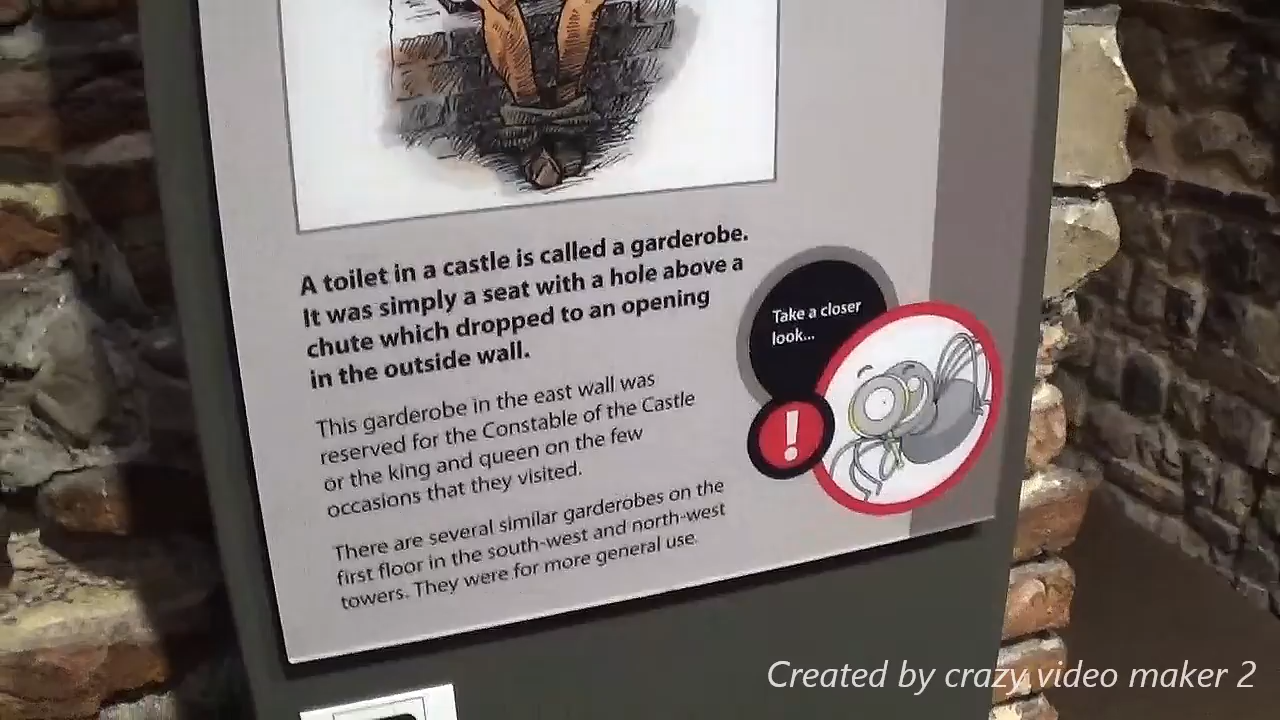 A toilet in a castle is called a garderobe.
It was simply a seat with a hole above a
chute which dropped to an opening
in the outside wall.
Take a closer
look...
!
This garderobe in the east wall was
reserved for the Constable of the Castle
or the king and queen on the few
occasions that they visited.
There are several similar garderobes on the
first floor in the south-west and north-west
towers. They were for more general use.
Created by crazy video maker 2